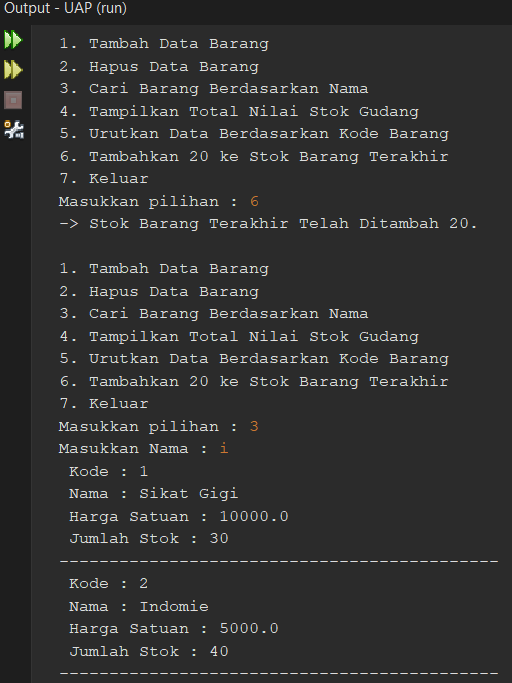 Output - UAP (run)
1. Tambah Data Barang
2. Hapus Data Barang
3. Cari Barang Berdasarkan Nama
4. Tampilkan Total Nilai Stok Gudang
5. Urutkan Data Berdasarkan Kode Barang
6. Tambahkan 20 ke Stok Barang Terakhir
7. Keluar
Masukkan pilihan : 6
-> Stok Barang Terakhir Telah Ditambah 20.

1. Tambah Data Barang
2. Hapus Data Barang
3. Cari Barang Berdasarkan Nama
4. Tampilkan Total Nilai Stok Gudang
5. Urutkan Data Berdasarkan Kode Barang
6. Tambahkan 20 ke Stok Barang Terakhir
7. Keluar
Masukkan pilihan : 3
Masukkan Nama : i
Kode : 1
Nama : Sikat Gigi
Harga Satuan : 10000.0
Jumlah Stok : 30
--------------------------------------------
Kode : 2
Nama : Indomie
Harga Satuan : 5000.0
Jumlah Stok : 40
--------------------------------------------